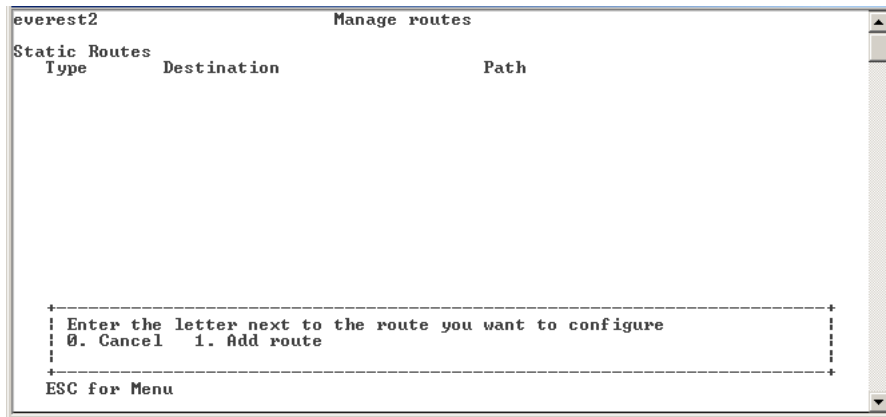 everest2 Manage routes
Static Routes
Type Destination Path
Enter the letter next to the route you want to configure
0. Cancel 1. Add route
ESC for Menu